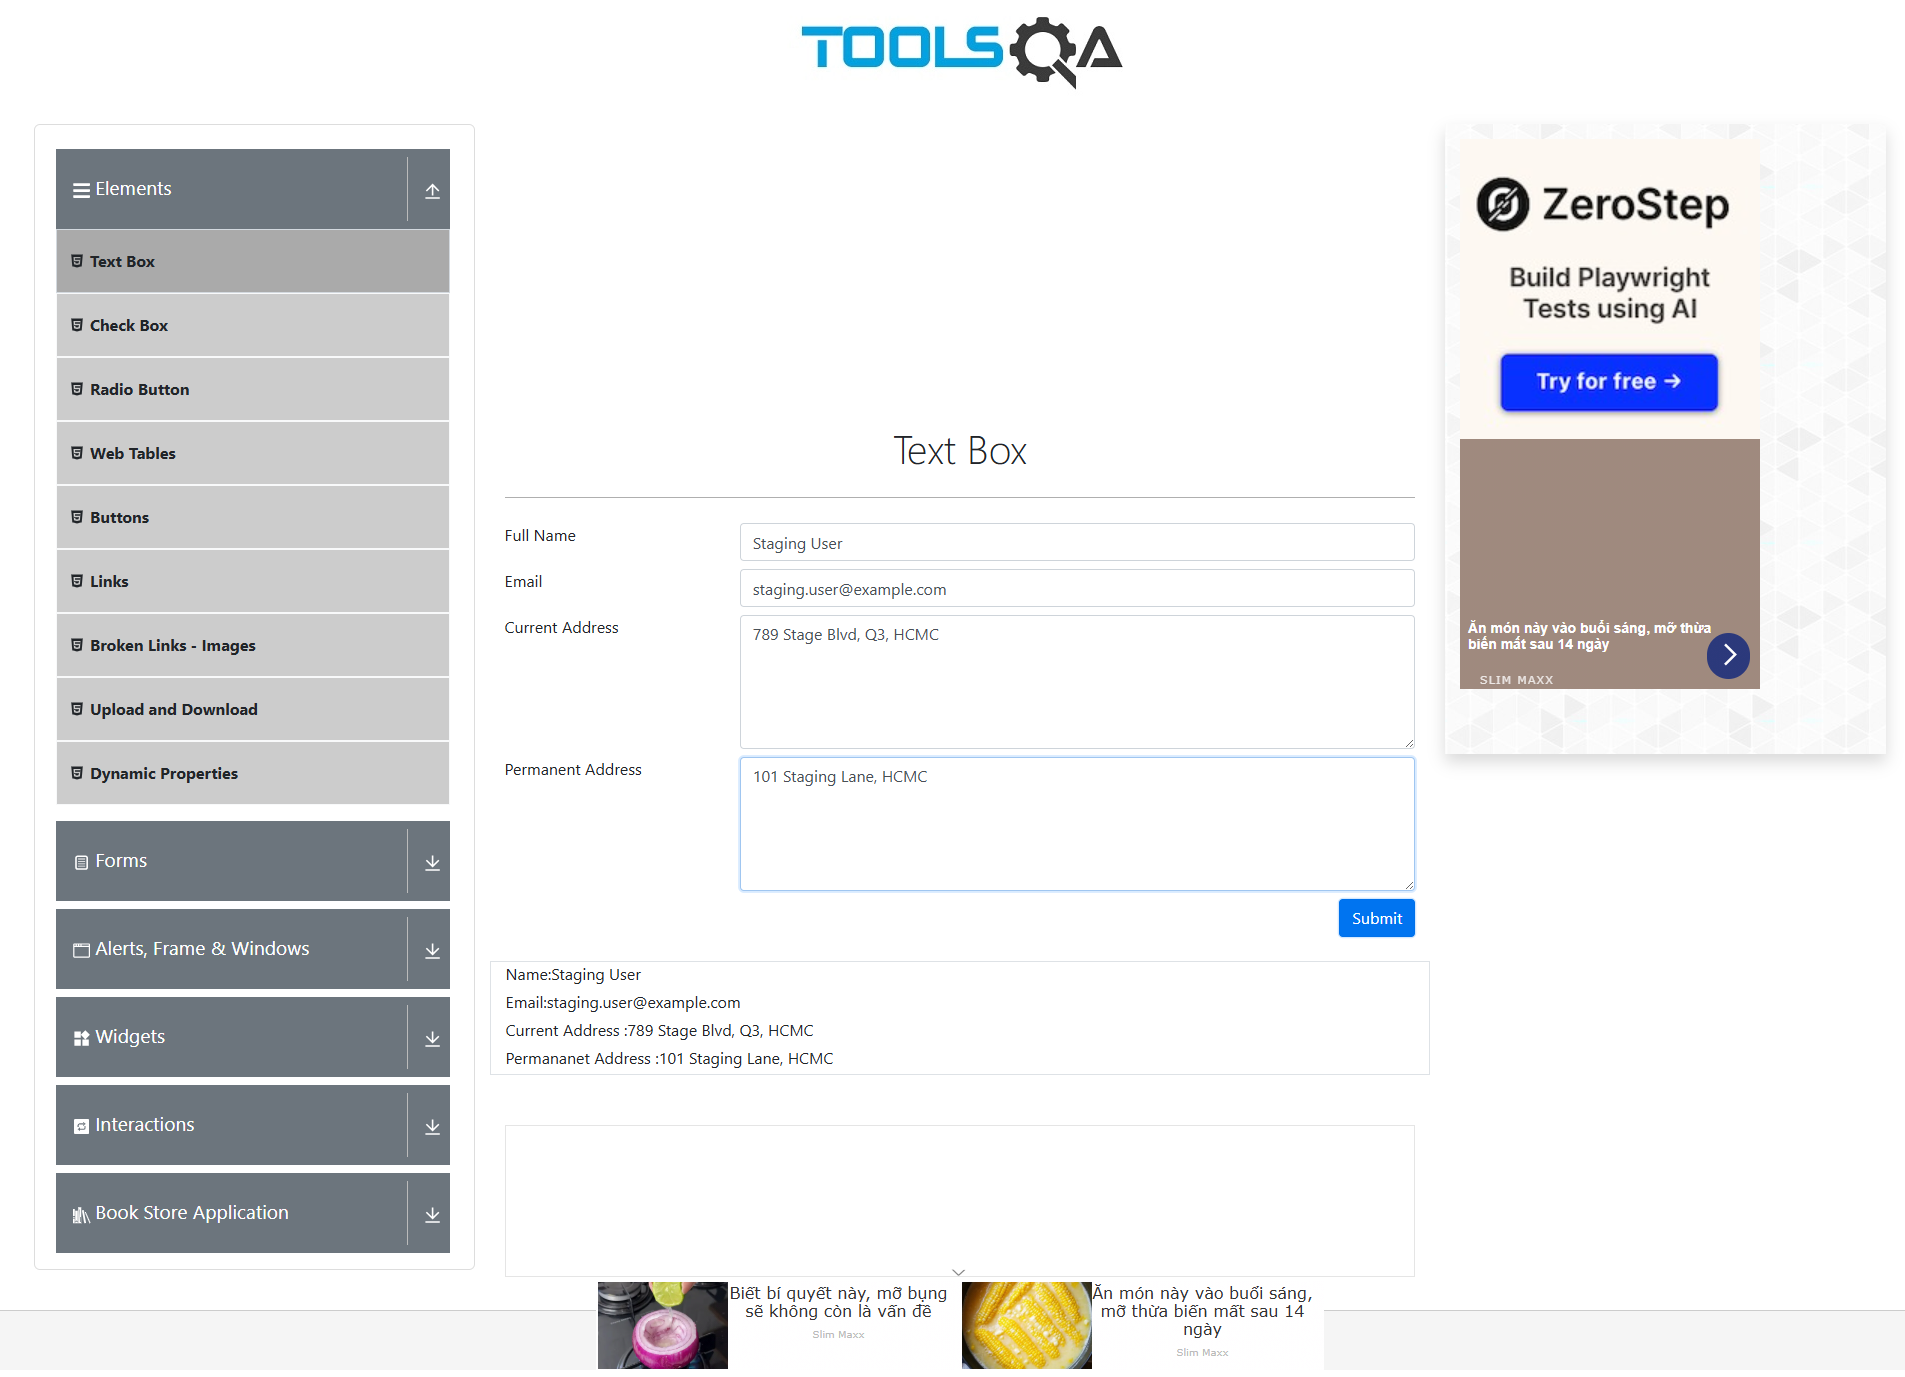 TOOLSQA
Elements
Text Box
Check Box
Radio Button
Web Tables
Buttons
Links
Broken Links - Images
Upload and Download
Dynamic Properties
Forms
Alerts, Frame & Windows
Widgets
Interactions
Book Store Application
Text Box
Full Name
Staging User
Email
staging.user@example.com
Current Address
789 Stage Blvd, Q3, HCMC
Permanent Address
101 Staging Lane, HCMC
Submit
Name:Staging User
Email:staging.user@example.com
Current Address :789 Stage Blvd, Q3, HCMC
Permananet Address :101 Staging Lane, HCMC
ZeroStep
Build Playwright
Tests using AI
Try for free →
Ăn món này vào buổi sáng, mỡ thừa
biến mất sau 14 ngày
SLIM MAXX
Biết bí quyết này, mỡ bụng
sẽ không còn là vấn đề
Slim Maxx
Ăn món này vào buổi sáng,
mỡ thừa biến mất sau 14
ngày
Slim Maxx